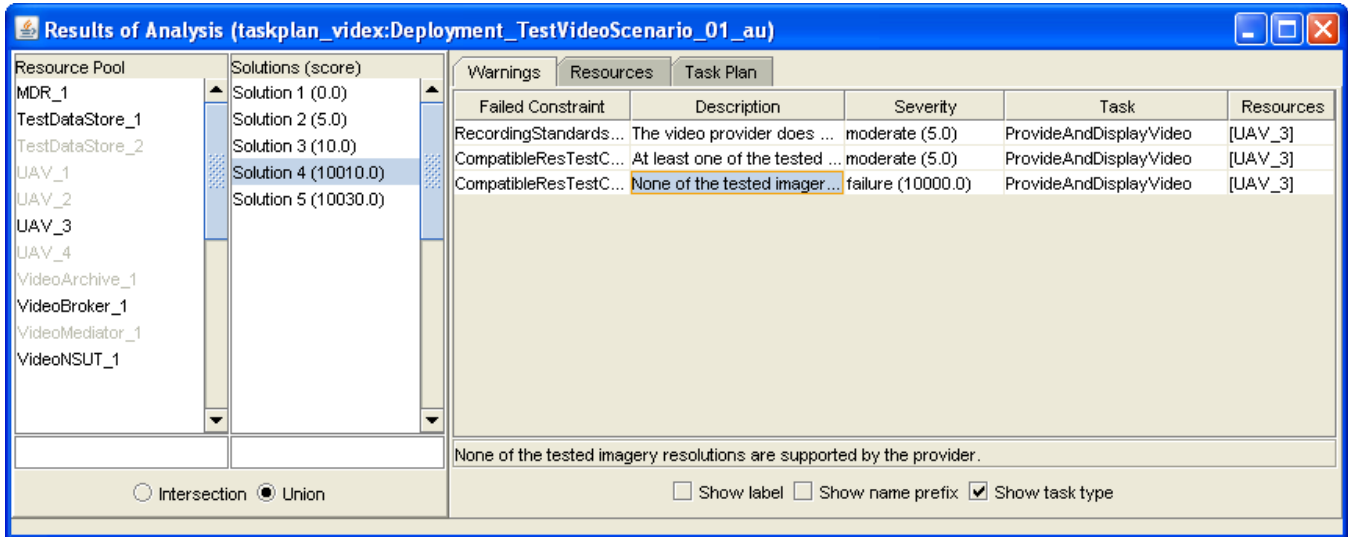 Results of Analysis (taskplan_videx:Deployment_TestVideoScenario_01_au)
Resource Pool
MDR_1
TestDataStore_1
TestDataStore_2
UAV_1
UAV_2
UAV_3
UAV_4
VideoArchive_1
VideoBroker_1
VideoMediator_1
VideoNSUT_1
Solutions (score)
Solution 1 (0.0)
Solution 2 (5.0)
Solution 3 (10.0)
Solution 4 (10010.0)
Solution 5 (10030.0)
Intersection Union
Warnings Resources Task Plan
Failed Constraint Description Severity Task Resources
RecordingStandards... The video provider does ... moderate (5.0) ProvideAndDisplayVideo [UAV_3]
CompatibleResTestC... At least one of the tested ... moderate (5.0) ProvideAndDisplayVideo [UAV_3]
CompatibleResTestC... None of the tested imager... failure (10000.0) ProvideAndDisplayVideo [UAV_3]
None of the tested imagery resolutions are supported by the provider.
Show label Show name prefix Show task type